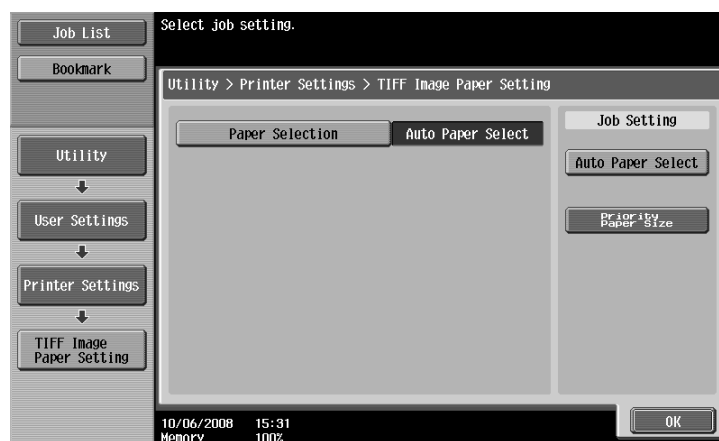 Job List
Select job setting.
Bookmark
Utility > Printer Settings > TIFF Image Paper Setting
Job Setting
Paper Selection
Auto Paper Select
Auto Paper Select
Priority
Paper Size
Utility
User Settings
Printer Settings
TIFF Image
Paper Setting
10/06/2008 15:31
Memory 100%
OK